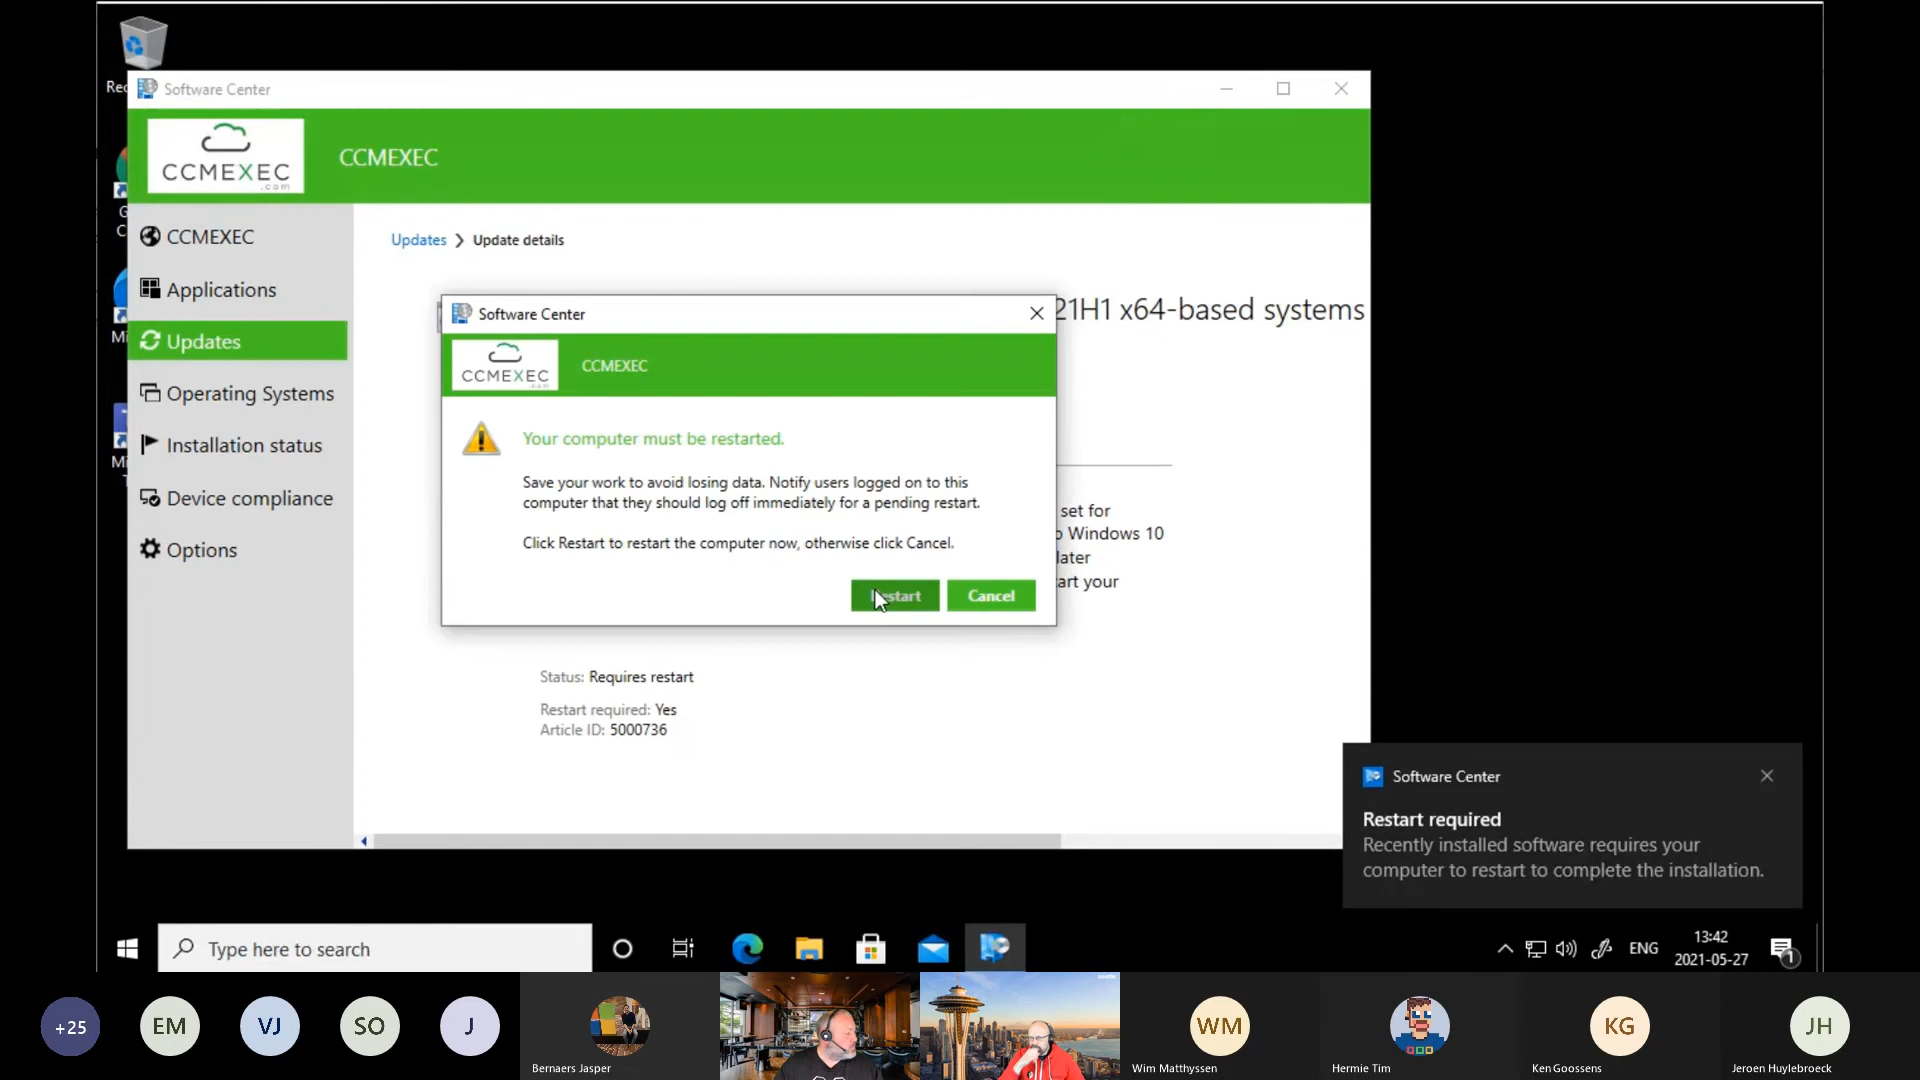 Software Center
CCMEXEC
.com
CCMEXEC
CCMEXEC
Applications
Updates
Operating Systems
Installation status
Device compliance
Options
Updates > Update details
21H1 x64-based systems
set for
Windows 10
later
art your
Software Center
CCMEXEC
CCMEXEC
Your computer must be restarted.
Save your work to avoid losing data. Notify users logged on to this
computer that they should log off immediately for a pending restart.
Click Restart to restart the computer now, otherwise click Cancel.
Restart
Cancel
Status: Requires restart
Restart required: Yes
Article ID: 5000736
Software Center
Restart required
Recently installed software requires your
computer to restart to complete the installation.
Type here to search
ENG
13:42
2021-05-27
1
+25
EM
VJ
SO
J
Bernaers Jasper
WM
Wim Matthyssen
Hermie Tim
KG
Ken Goossens
JH
Jeroen Huylebroeck